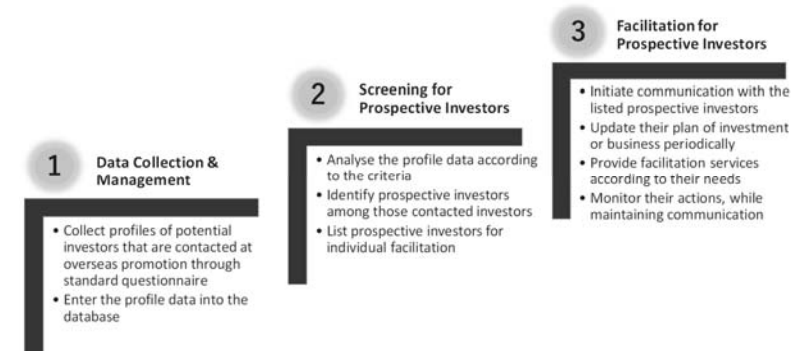 1
Data Collection &
Management
• Collect profiles of potential
investors that are contacted at
overseas promotion through
standard questionnaire
• Enter the profile data into the
database
2
Screening for
Prospective Investors
• Analyse the profile data according
to the criteria
• Identify prospective investors
among those contacted investors
• List prospective investors for
individual facilitation
3
Facilitation for
Prospective Investors
• Initiate communication with the
listed prospective investors
• Update their plan of investment
or business periodically
• Provide facilitation services
according to their needs
• Monitor their actions, while
maintaining communication